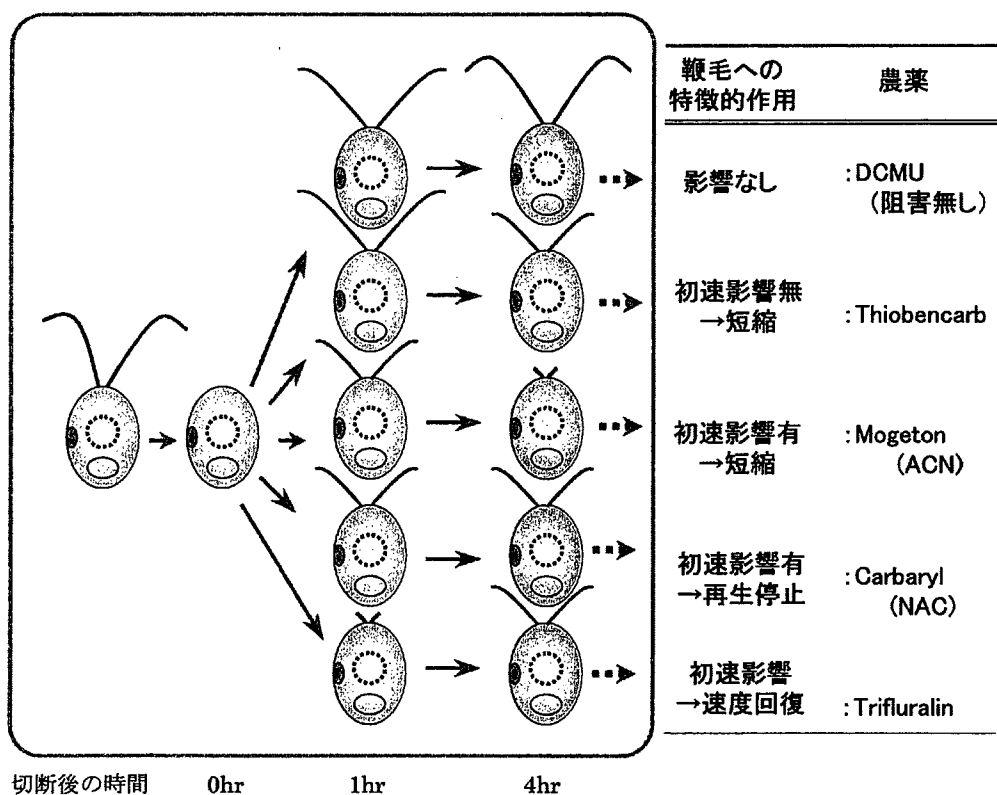 鞭毛への
特徴的作用
農薬
影響なし
:DCMU
(阻害無し)
初速影響無
→短縮
:Thiobencarb
初速影響有
→短縮
:Mogeton
(ACN)
初速影響有
→再生停止
:Carbaryl
(NAC)
初速影響
→速度回復
:Trifluralin
切断後の時間 0hr 1hr 4hr